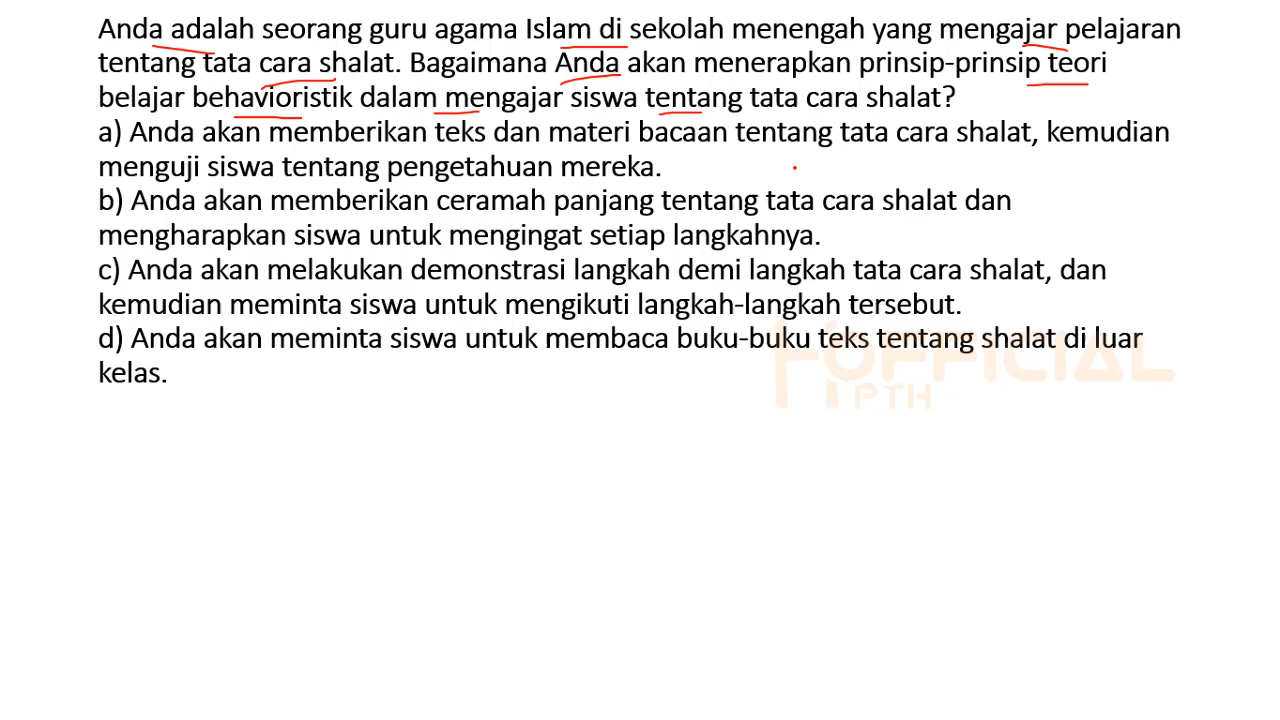 Anda adalah seorang guru agama Islam di sekolah menengah yang mengajar pelajaran
tentang tata cara shalat. Bagaimana Anda akan menerapkan prinsip-prinsip teori
belajar behavioristik dalam mengajar siswa tentang tata cara shalat?
a) Anda akan memberikan teks dan materi bacaan tentang tata cara shalat, kemudian
menguji siswa tentang pengetahuan mereka.
b) Anda akan memberikan ceramah panjang tentang tata cara shalat dan
mengharapkan siswa untuk mengingat setiap langkahnya.
c) Anda akan melakukan demonstrasi langkah demi langkah tata cara shalat, dan
kemudian meminta siswa untuk mengikuti langkah-langkah tersebut.
d) Anda akan meminta siswa untuk membaca buku-buku teks tentang shalat di luar
kelas.
OFFICIAL
PTH